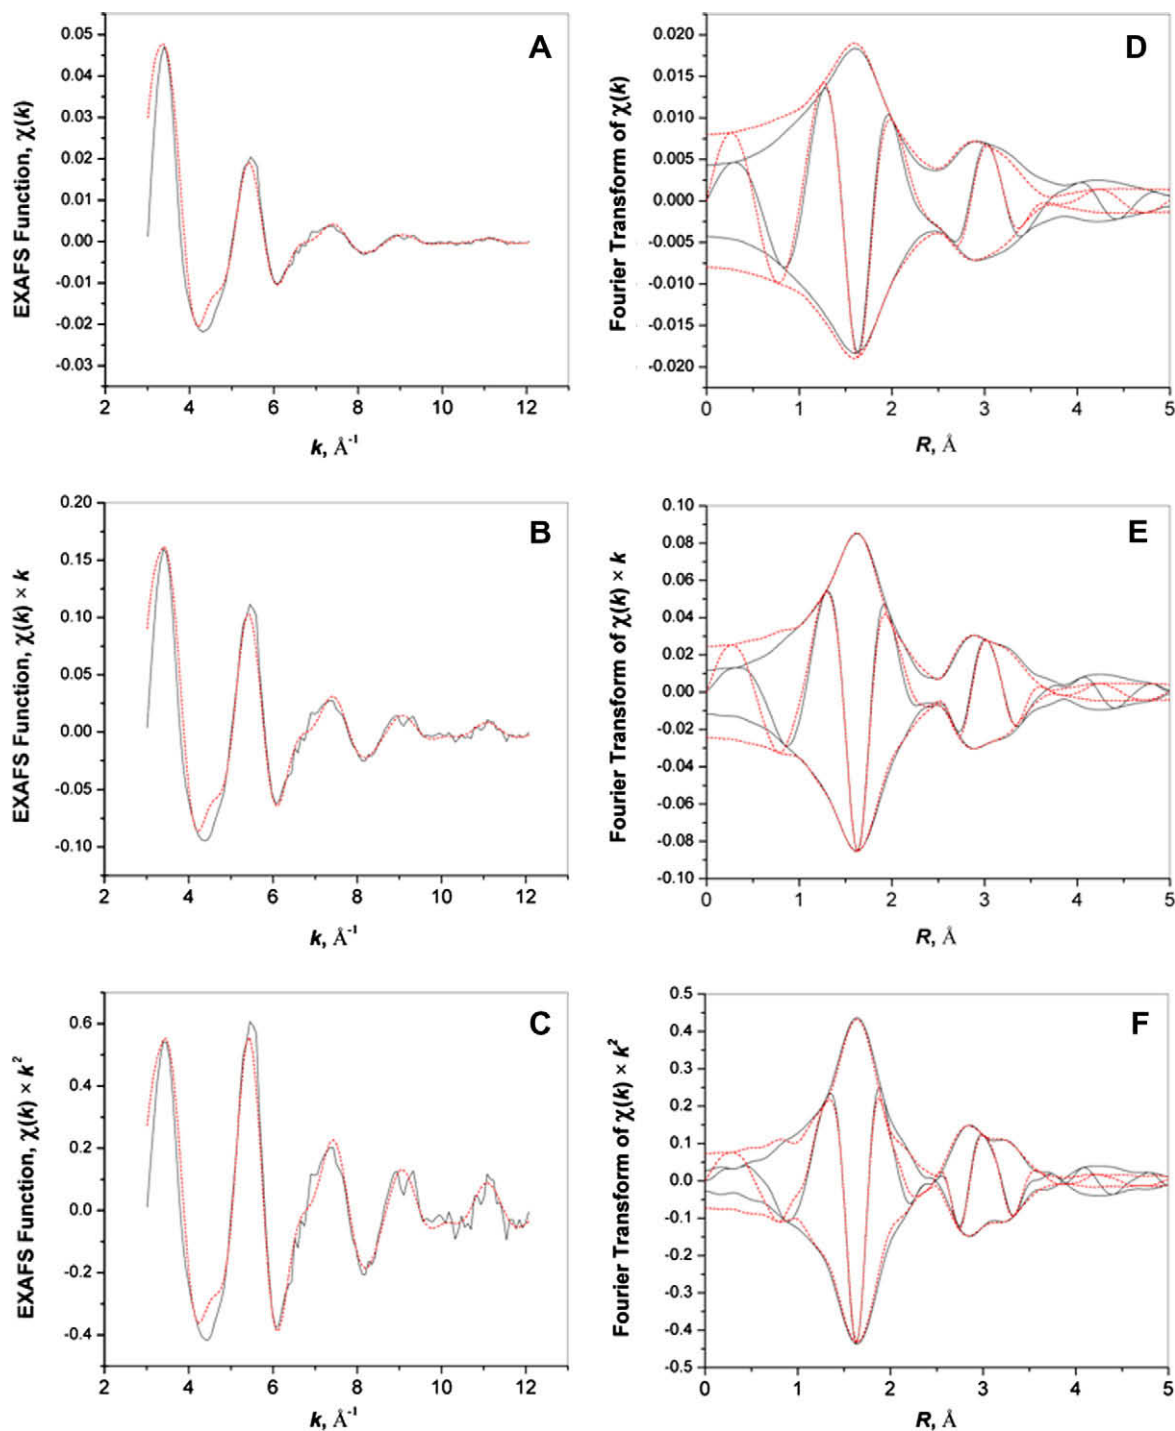 A
EXAFS Function, χ(k)
0.05
0.04
0.03
0.02
0.01
0.00
-0.01
-0.02
-0.03
2 4 6 8 10 12
k, Å⁻¹
D
Fourier Transform of χ(k)
0.020
0.015
0.010
0.005
0.000
-0.005
-0.010
-0.015
-0.020
0 1 2 3 4 5
R, Å
B
EXAFS Function, χ(k) × k
0.20
0.15
0.10
0.05
0.00
-0.05
-0.10
2 4 6 8 10 12
k, Å⁻¹
E
Fourier Transform of χ(k) × k
0.10
0.08
0.06
0.04
0.02
0.00
-0.02
-0.04
-0.06
-0.08
-0.10
0 1 2 3 4 5
R, Å
C
EXAFS Function, χ(k) × k²
0.6
0.4
0.2
0.0
-0.2
-0.4
2 4 6 8 10 12
k, Å⁻¹
F
Fourier Transform of χ(k) × k²
0.5
0.4
0.3
0.2
0.1
0.0
-0.1
-0.2
-0.3
-0.4
-0.5
0 1 2 3 4 5
R, Å